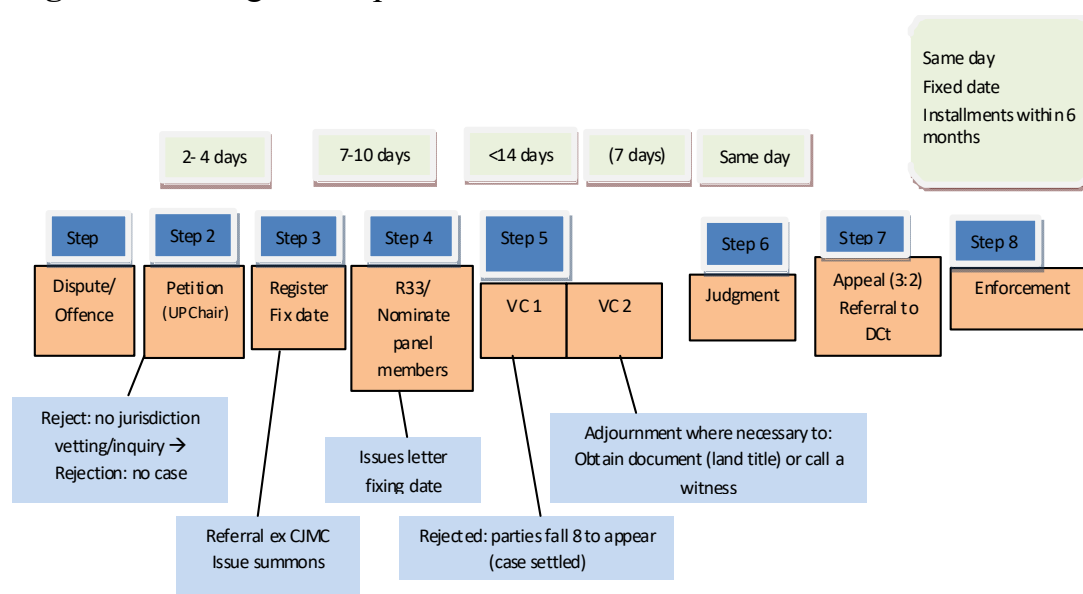 Same day
Fixed date
Installments within 6
months
2- 4 days
7-10 days
<14 days
(7 days)
Same day
Step
Step 2
Step 3
Step 4
Step 5
Step 6
Step 7
Step 8
Dispute/
Offence
Petition
(UP Chair)
Register
Fix date
R33/
Nominate
panel
members
VC 1
VC 2
Judgment
Appeal (3:2)
Referral to
DCt
Enforcement
Reject: no jurisdiction
vetting/inquiry →
Rejection: no case
Issues letter
fixing date
Adjournment where necessary to:
Obtain document (land title) or call a
witness
Referral ex CJMC
Issue summons
Rejected: parties fall 8 to appear
(case settled)